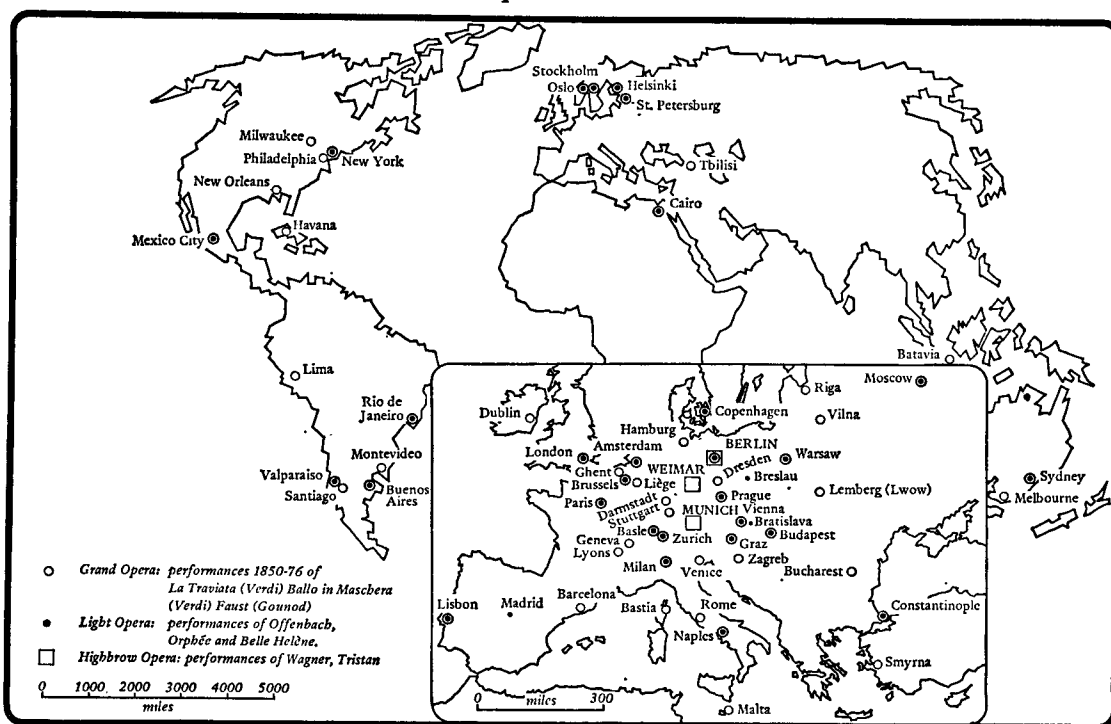 Stockholm
Oslo
Helsinki
St. Petersburg
Milwaukee
Philadelphia
New York
Tbilisi
New Orleans
Cairo
Havana
Mexico City
Batavia
Lima
Moscow
Riga
Rio de
Janeiro
Dublin
Copenhagen
Vilna
Hamburg
Montevideo
London
Amsterdam
BERLIN
Warsaw
Ghent
WEIMAR
Dresden
Valparaiso
Brussels
Liège
Breslau
Sydney
Santiago
Buenos
Aires
Paris
Darmstadt
Prague
Lemberg (Lwow)
Melbourne
Stuttgart
MUNICH
Vienna
Bratislava
Basle
Zurich
Budapest
Geneva
Graz
Lyons
Zagreb
Milan
Venice
Bucharest
Grand Opera: performances 1850-76 of
La Traviata (Verdi) Ballo in Maschera
(Verdi) Faust (Gounod)
Lisbon
Madrid
Barcelona
Bastia
Rome
Constantinople
Light Opera: performances of Offenbach,
Orphée and Belle Helène.
Naples
Highbrow Opera: performances of Wagner, Tristan
Smyrna
0 1000 2000 3000 4000 5000
miles
0 miles 300
Malta